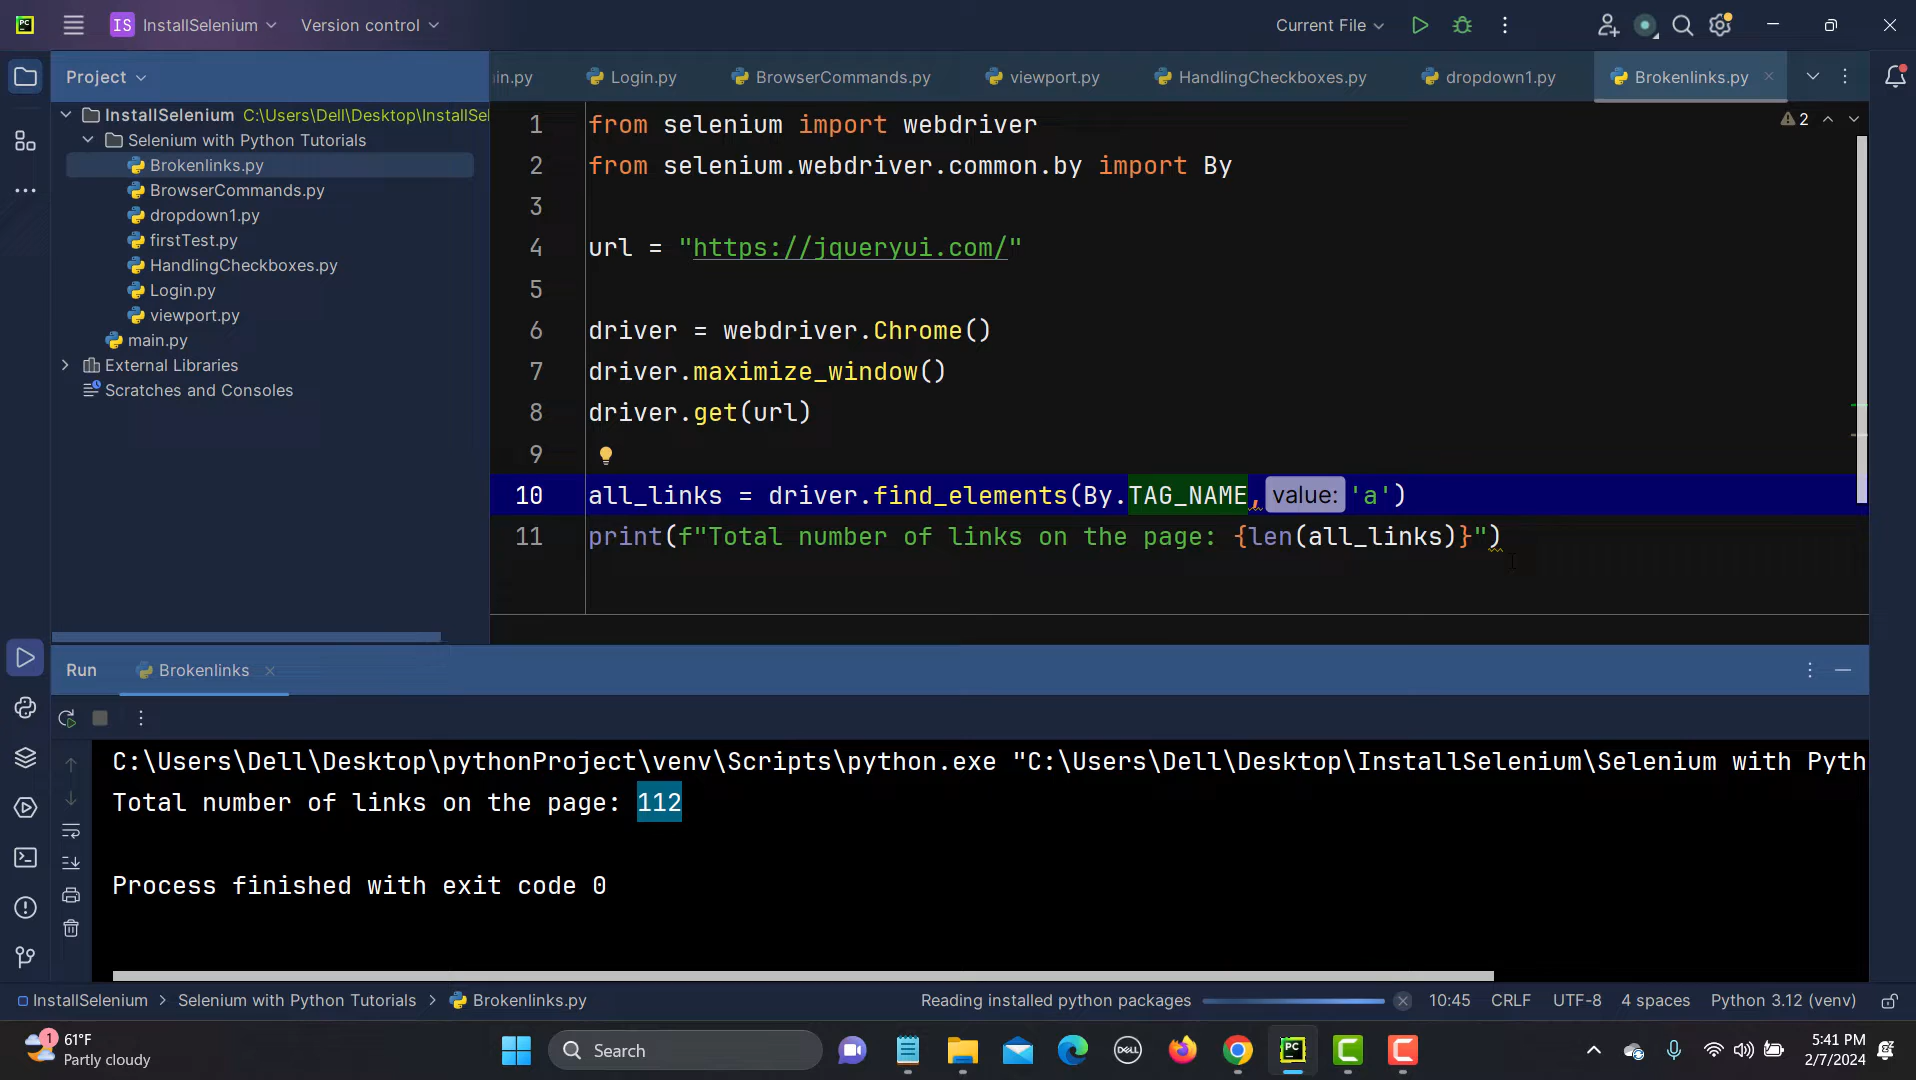 PC
IS InstallSelenium
Version control
Current File
Project
in.py
Login.py
BrowserCommands.py
viewport.py
HandlingCheckboxes.py
dropdown1.py
Brokenlinks.py
InstallSelenium C:\Users\Dell\Desktop\InstallSel
Selenium with Python Tutorials
Brokenlinks.py
BrowserCommands.py
dropdown1.py
firstTest.py
HandlingCheckboxes.py
Login.py
viewport.py
main.py
External Libraries
Scratches and Consoles
2
1 from selenium import webdriver
2 from selenium.webdriver.common.by import By
3
4 url = "https://jqueryui.com/"
5
6 driver = webdriver.Chrome()
7 driver.maximize_window()
8 driver.get(url)
9
10 all_links = driver.find_elements(By.TAG_NAME, value: 'a')
11 print(f"Total number of links on the page: {len(all_links)}")
Run
Brokenlinks
C:\Users\Dell\Desktop\pythonProject\venv\Scripts\python.exe "C:\Users\Dell\Desktop\InstallSelenium\Selenium with Pyth
Total number of links on the page: 112
Process finished with exit code 0
InstallSelenium > Selenium with Python Tutorials > Brokenlinks.py
Reading installed python packages
10:45 CRLF UTF-8 4 spaces Python 3.12 (venv)
1
61°F
Partly cloudy
Search
DELL
PC
C
C
5:41 PM
2/7/2024